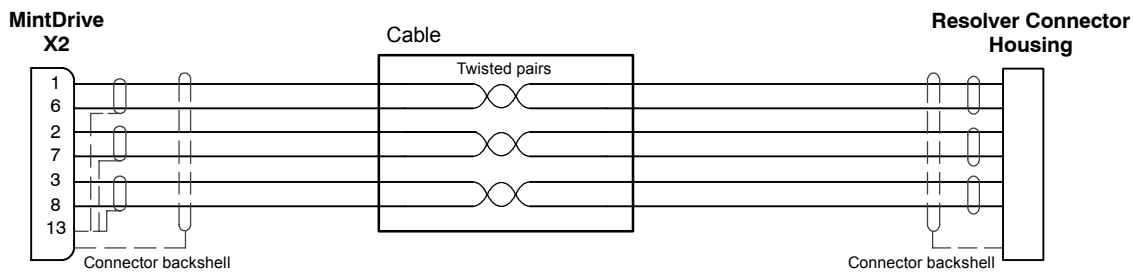 MintDrive
X2
Cable
Resolver Connector
Housing
Twisted pairs
1
6
2
7
3
8
13
Connector backshell
Connector backshell